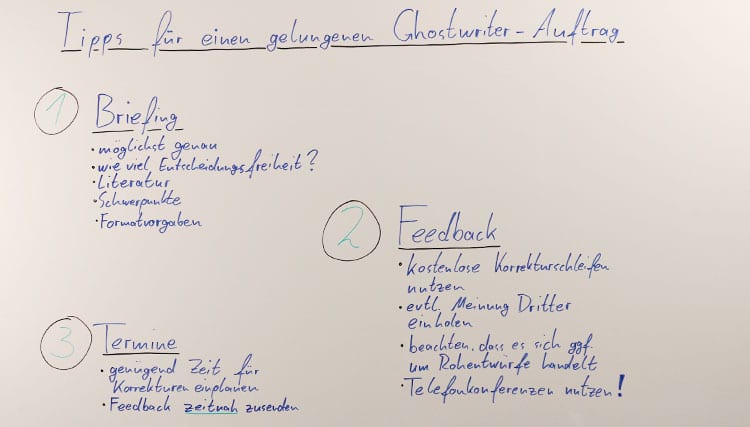 Tipps für einen gelungenen Ghostwriter-Auftrag
1 Briefing
• möglichst genau
• wie viel Entscheidungsfreiheit?
• Literatur
• Schwerpunkte
• Formatvorgaben
2 Feedback
• kostenlose Korrekturschleifen
nutzen
• evtl. Meinung Dritter
einholen
• beachten, dass es sich ggf.
um Rohentwürfe handelt
• Telefonkonferenzen nutzen!
3 Termine
• genügend Zeit für
Korrekturen einplanen
• Feedback zeitnah zusenden